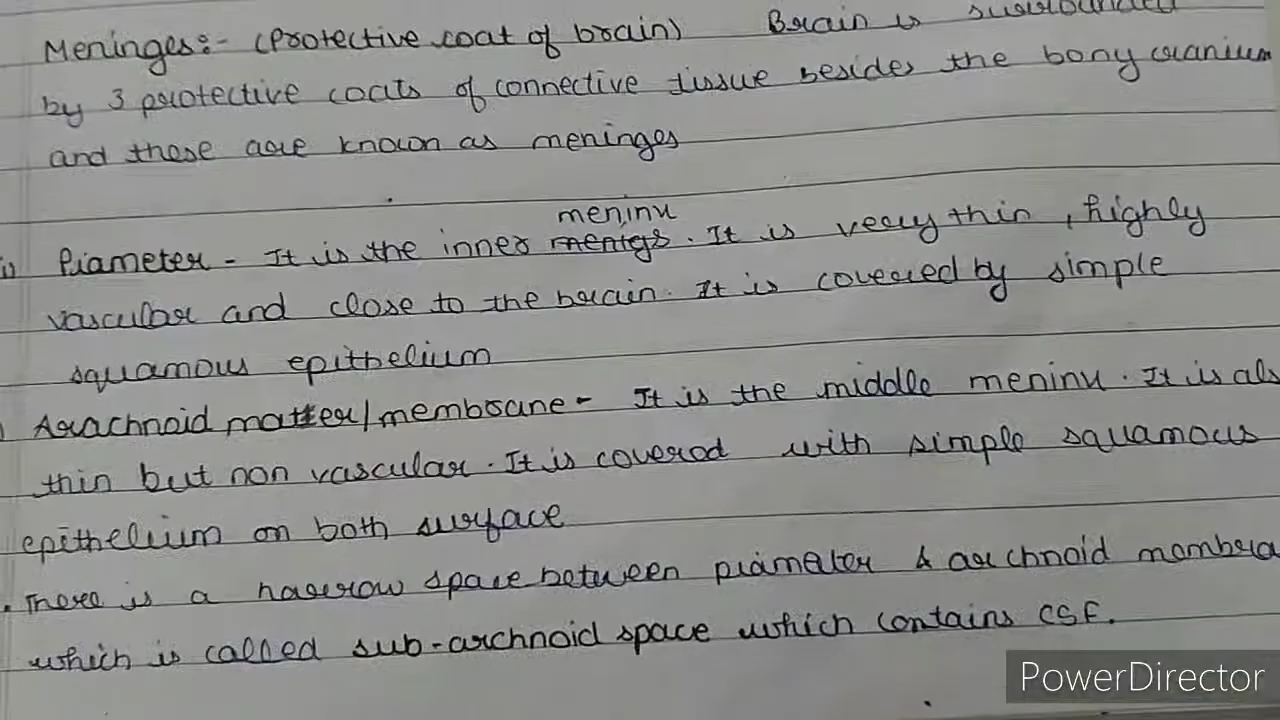 Meninges:- (Protective coat of brain) Brain is surrounded
by 3 protective coats of connective tissue besides the bony cranium
and these are known as meninges
meninu
i) Piameter - It is the inner menigs. It is very thin, highly
vascular and close to the brain. It is covered by simple
squamous epithelium
) Arachnoid matter/membrane - It is the middle meninu. It is als
thin but non vascular. It is covered with simple squamous
epithelium on both surface
. There is a narrow space between piameter & archnoid membra
which is called sub-archnoid space which contains CSF.
PowerDirector